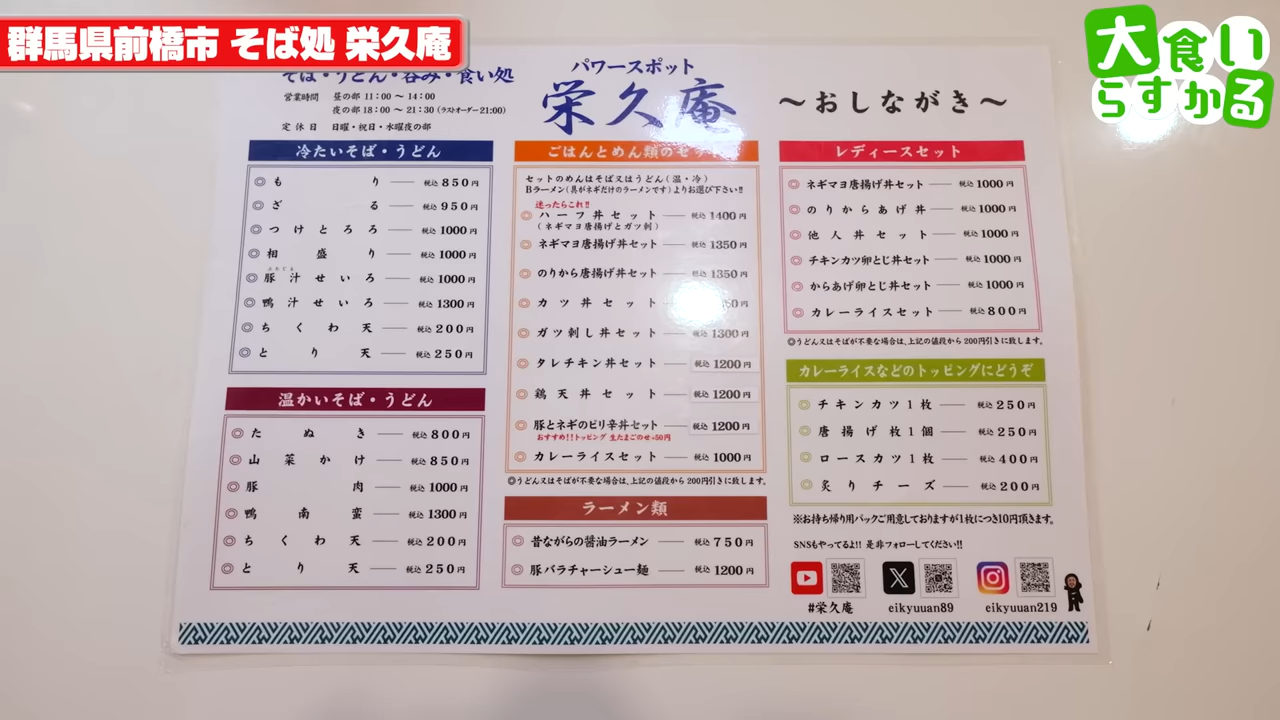 群馬県前橋市 そば処 栄久庵
大食い
らすかる
そば・うどん・呑み・食い処
営業時間 昼の部 11:00 〜 14:00
夜の部 18:00 〜 21:30 (ラストオーダー21:00)
定休日 日曜・祝日・水曜夜の部
パワースポット
栄久庵
〜おしながき〜
冷たいそば・うどん
◎もり 税込 850円
◎ざる 税込 950円
◎つけとろろ 税込 1000円
◎相盛り 税込 1000円
◎豚汁せいろ 税込 1000円
◎鴨汁せいろ 税込 1300円
◎ちくわ天 税込 200円
◎とり天 税込 250円
温かいそば・うどん
◎たぬき 税込 800円
◎山菜かけ 税込 850円
◎豚肉 税込 1000円
◎鴨南蛮 税込 1300円
◎ちくわ天 税込 200円
◎とり天 税込 250円
ごはんとめん類のセット
セットのめんはそば又はうどん(温・冷)
Bラーメン(具がネギだけのラーメンです)よりお選び下さい!!
迷ったらこれ!!
◎ハーフ丼セット 税込 1400円
(ネギマヨ唐揚げとガツ刺)
◎ネギマヨ唐揚げ丼セット 税込 1350円
◎のりから唐揚げ丼セット 税込 1350円
◎カツ丼セット 円
◎ガツ刺し丼セット 税込 1300円
◎タレチキン丼セット 税込 1200円
◎鶏天丼セット 税込 1200円
◎豚とネギのピリ辛丼セット 税込 1200円
おすすめ!!トッピング 生たまごのせ+50円
◎カレーライスセット 税込 1000円
◎うどん又はそばが不要な場合は、上記の値段から200円引きに致します。
ラーメン類
◎昔ながらの醤油ラーメン 税込 750円
◎豚バラチャーシュー麺 税込 1200円
レディースセット
◎ネギマヨ唐揚げ丼セット 税込 1000円
◎のりからあげ丼 税込 1000円
◎他人丼セット 税込 1000円
◎チキンカツ卵とじ丼セット 税込 1000円
◎からあげ卵とじ丼セット 税込 1000円
◎カレーライスセット 税込 800円
◎うどん又はそばが不要な場合は、上記の値段から200円引きに致します。
カレーライスなどのトッピングにどうぞ
◎チキンカツ1枚 税込 250円
◎唐揚げ枚1個 税込 250円
◎ロースカツ1枚 税込 400円
◎炙りチーズ 税込 200円
※お持ち帰り用パックご用意しておりますが1枚につき10円頂きます。
SNSもやってるよ!! 是非フォローしてください!!
#栄久庵
eikyuuan89
eikyuuan219